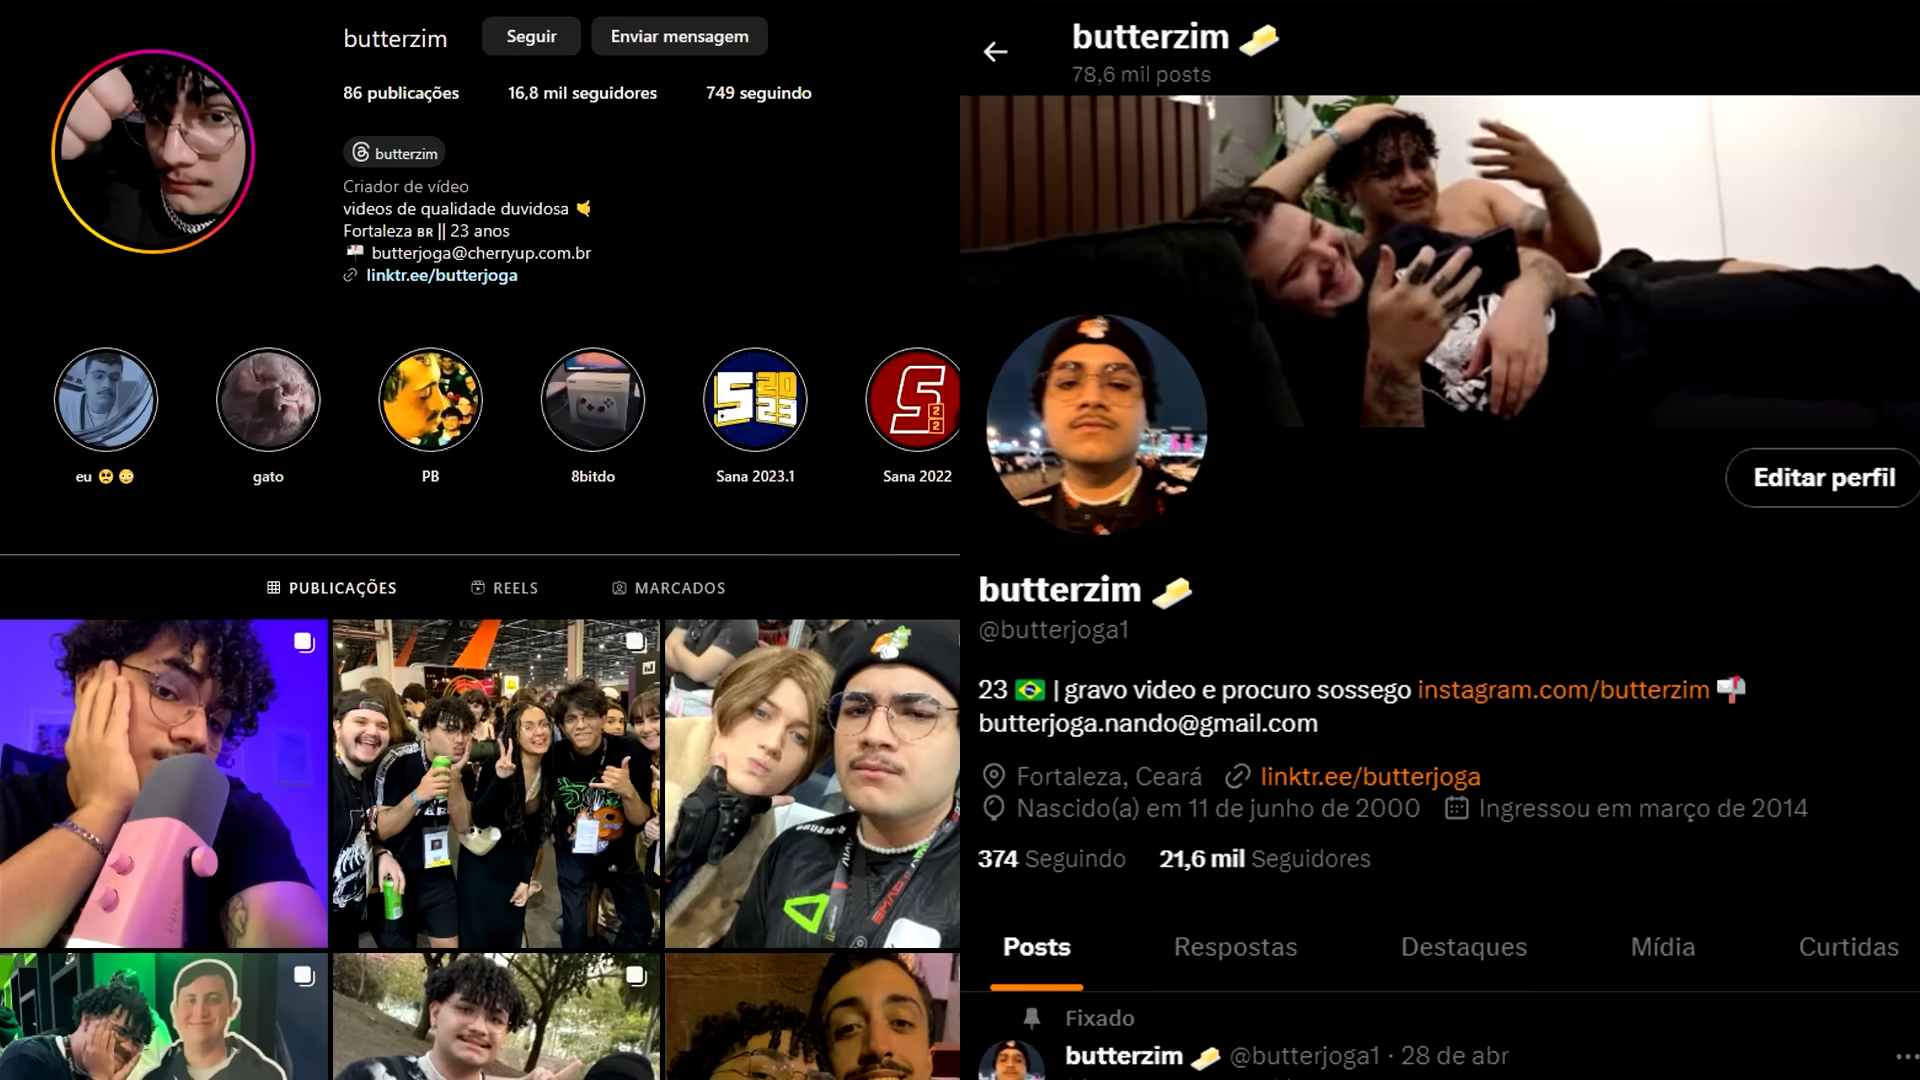 butterzim
Seguir
Enviar mensagem
86 publicações
16,8 mil seguidores
749 seguindo
butterzim
Criador de vídeo
videos de qualidade duvidosa 🤙
Fortaleza ʙʀ || 23 anos
📬 butterjoga@cherryup.com.br
linktr.ee/butterjoga
eu 🥺 😳
gato
PB
8bitdo
S 2023
Sana 2023.1
S 22
Sana 2022
PUBLICAÇÕES
REELS
MARCADOS
butterzim 🧈
78,6 mil posts
Editar perfil
butterzim 🧈
@butterjoga1
23 🇧🇷 | gravo video e procuro sossego instagram.com/butterzim 📬
butterjoga.nando@gmail.com
Fortaleza, Ceará linktr.ee/butterjoga
Nascido(a) em 11 de junho de 2000 Ingressou em março de 2014
374 Seguindo 21,6 mil Seguidores
Posts
Respostas
Destaques
Mídia
Curtidas
Fixado
butterzim 🧈 @butterjoga1 · 28 de abr